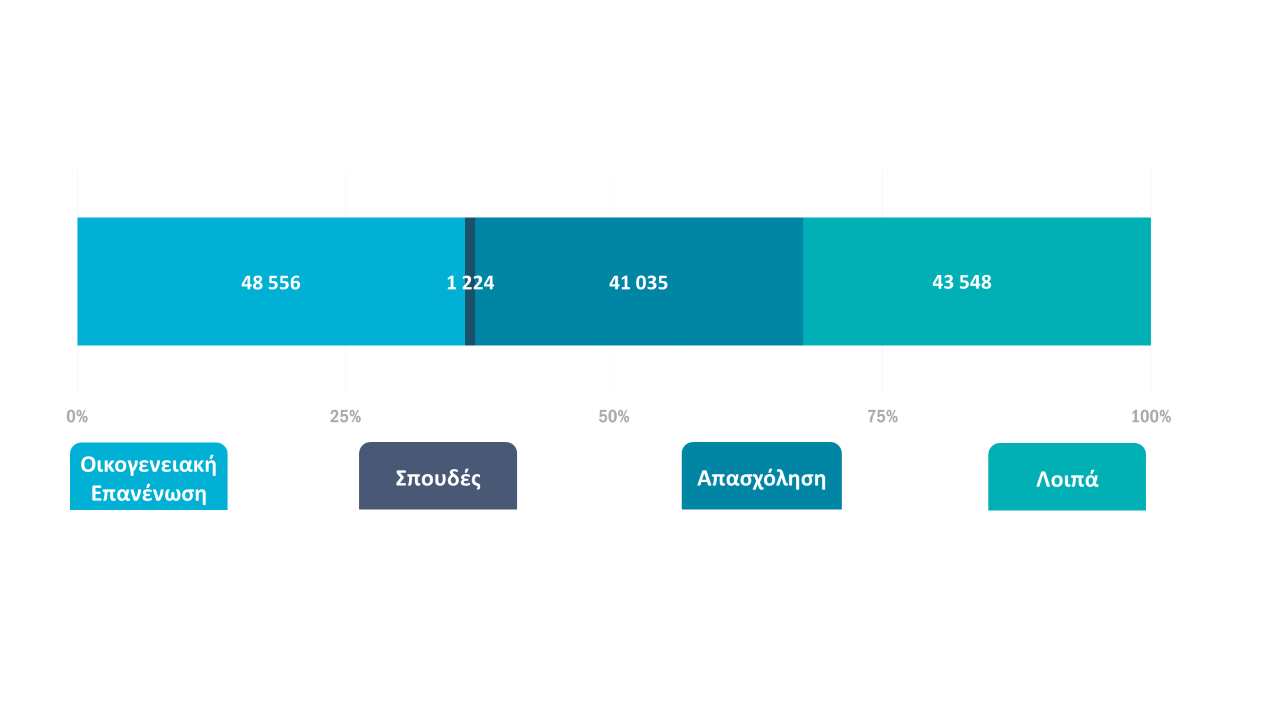 48 556
1 224
41 035
43 548
0%
25%
50%
75%
100%
Οικογενειακή
Επανένωση
Σπουδές
Απασχόληση
Λοιπά